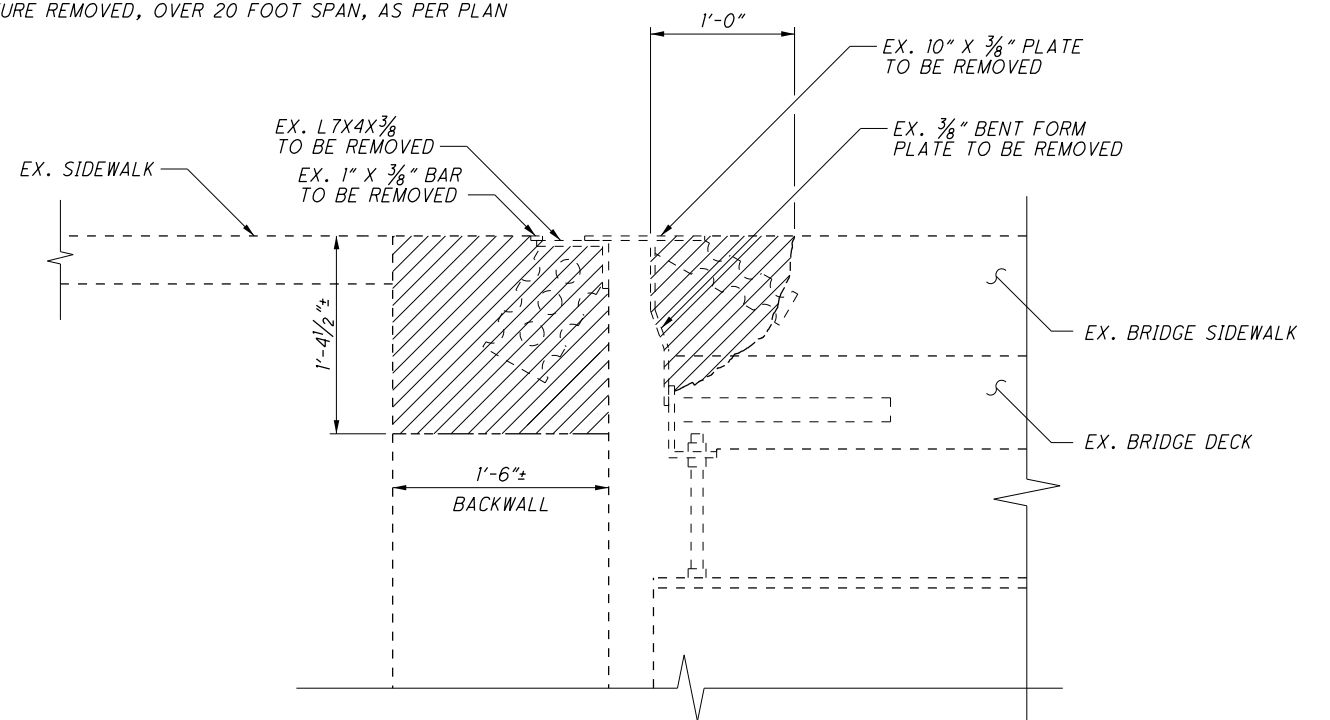 URE REMOVED, OVER 20 FOOT SPAN, AS PER PLAN
1'-0"
EX. 10" X 3/8" PLATE
TO BE REMOVED
EX. L7X4X3/8
TO BE REMOVED
EX. 3/8" BENT FORM
PLATE TO BE REMOVED
EX. SIDEWALK
EX. 1" X 3/8" BAR
TO BE REMOVED
1'-4 1/2"±
EX. BRIDGE SIDEWALK
EX. BRIDGE DECK
1'-6"±
BACKWALL